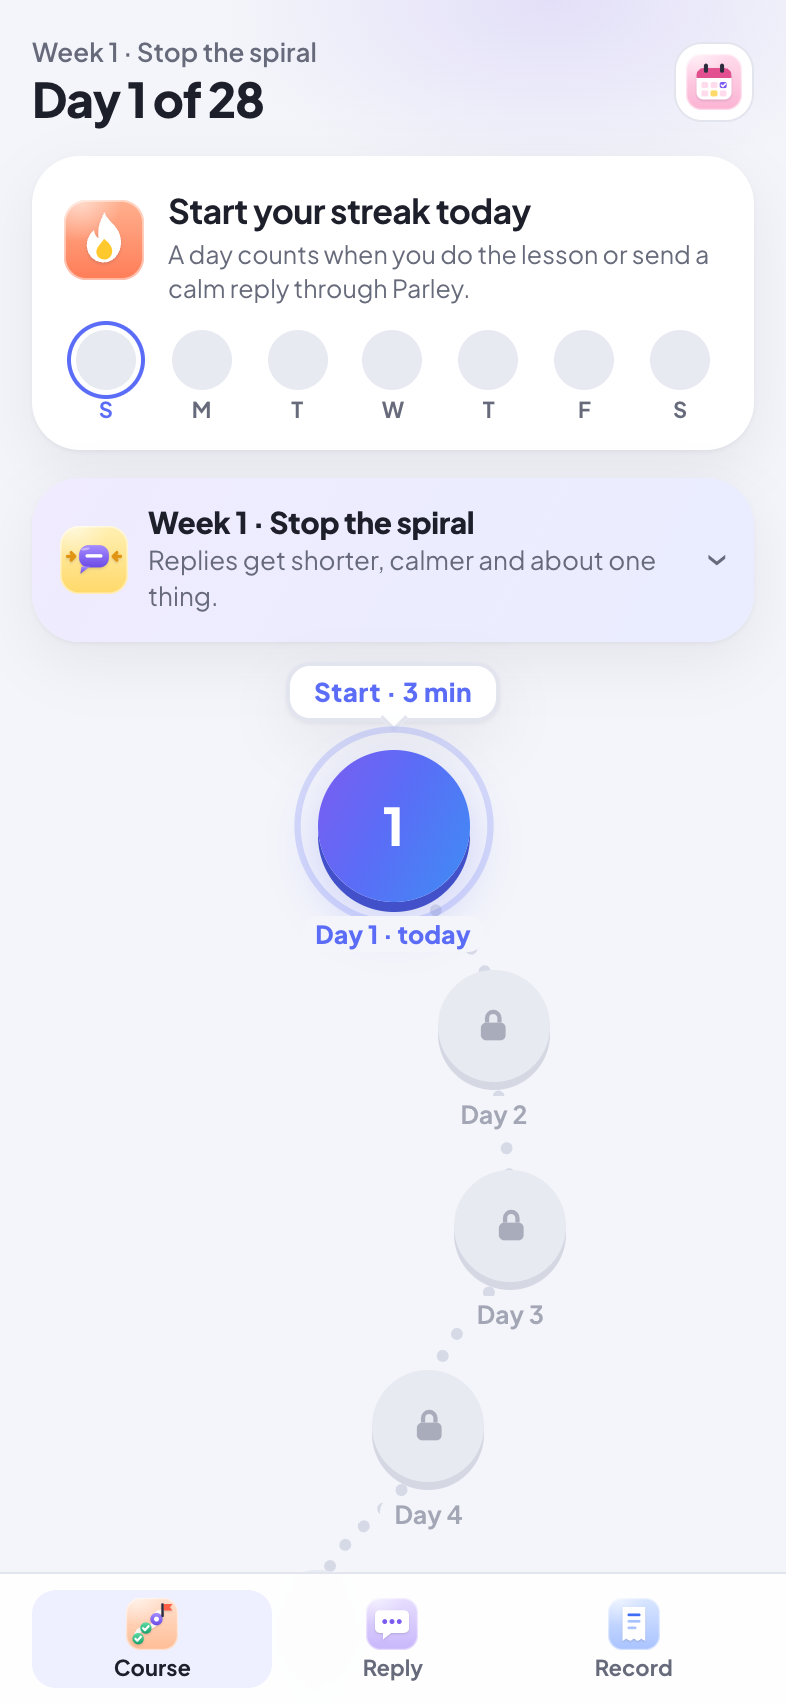 Week 1 · Stop the spiral
Day 1 of 28
Start your streak today
A day counts when you do the lesson or send a
calm reply through Parley.
S M T W T F S
Week 1 · Stop the spiral
Replies get shorter, calmer and about one
thing.
Start · 3 min
1
Day 1 · today
Day 2
Day 3
Day 4
Course Reply Record